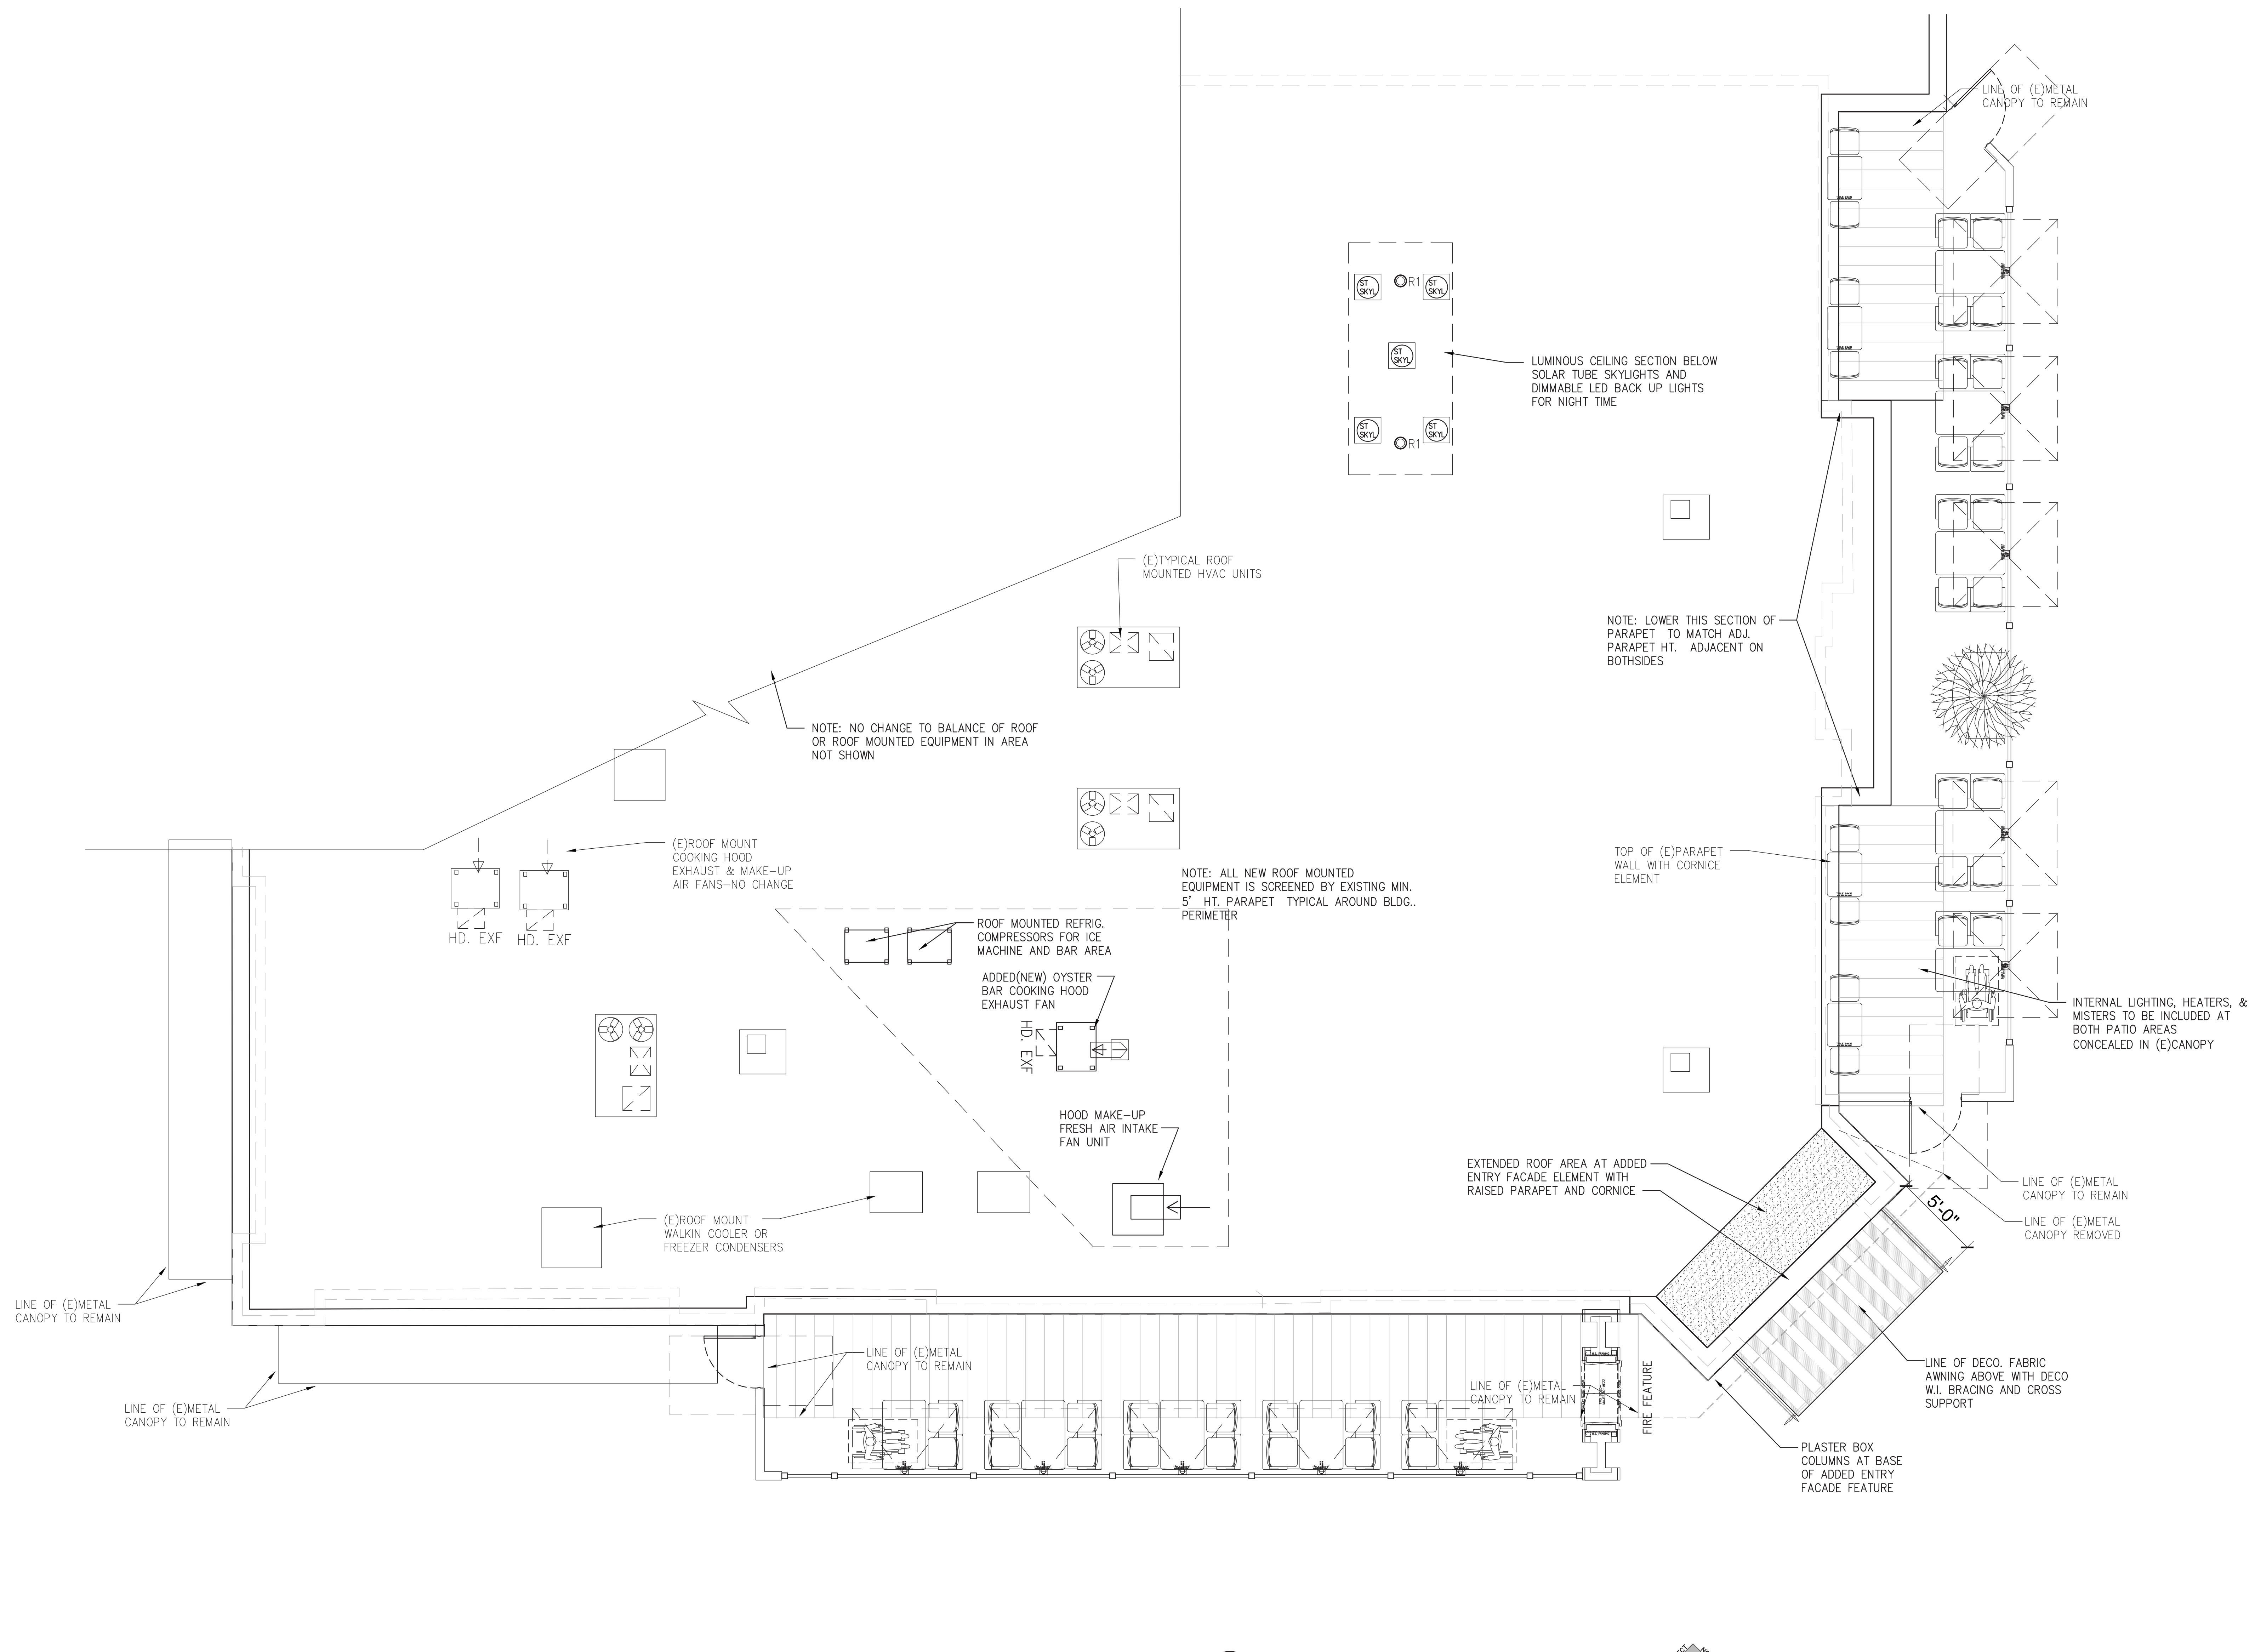 LINE OF (E)METAL
CANOPY TO REMAIN
ST
SKYL
R1
ST
SKYL
ST
SKYL
LUMINOUS CEILING SECTION BELOW
SOLAR TUBE SKYLIGHTS AND
DIMMABLE LED BACK UP LIGHTS
FOR NIGHT TIME
ST
SKYL
R1
ST
SKYL
(E)TYPICAL ROOF
MOUNTED HVAC UNITS
NOTE: LOWER THIS SECTION OF
PARAPET TO MATCH ADJ.
PARAPET HT. ADJACENT ON
BOTHSIDES
NOTE: NO CHANGE TO BALANCE OF ROOF
OR ROOF MOUNTED EQUIPMENT IN AREA
NOT SHOWN
(E)ROOF MOUNT
COOKING HOOD
EXHAUST & MAKE-UP
AIR FANS-NO CHANGE
HD. EXF
HD. EXF
NOTE: ALL NEW ROOF MOUNTED
EQUIPMENT IS SCREENED BY EXISTING MIN.
5' HT. PARAPET TYPICAL AROUND BLDG..
PERIMETER
TOP OF (E)PARAPET
WALL WITH CORNICE
ELEMENT
ROOF MOUNTED REFRIG.
COMPRESSORS FOR ICE
MACHINE AND BAR AREA
ADDED(NEW) OYSTER
BAR COOKING HOOD
EXHAUST FAN
HD. EXF
INTERNAL LIGHTING, HEATERS, &
MISTERS TO BE INCLUDED AT
BOTH PATIO AREAS
CONCEALED IN (E)CANOPY
HOOD MAKE-UP
FRESH AIR INTAKE
FAN UNIT
EXTENDED ROOF AREA AT ADDED
ENTRY FACADE ELEMENT WITH
RAISED PARAPET AND CORNICE
LINE OF (E)METAL
CANOPY TO REMAIN
5'-0"
LINE OF (E)METAL
CANOPY REMOVED
(E)ROOF MOUNT
WALKIN COOLER OR
FREEZER CONDENSERS
LINE OF (E)METAL
CANOPY TO REMAIN
LINE OF (E)METAL
CANOPY TO REMAIN
LINE OF (E)METAL
CANOPY TO REMAIN
LINE OF (E)METAL
CANOPY TO REMAIN
FIRE FEATURE
LINE OF DECO. FABRIC
AWNING ABOVE WITH DECO
W.I. BRACING AND CROSS
SUPPORT
PLASTER BOX
COLUMNS AT BASE
OF ADDED ENTRY
FACADE FEATURE